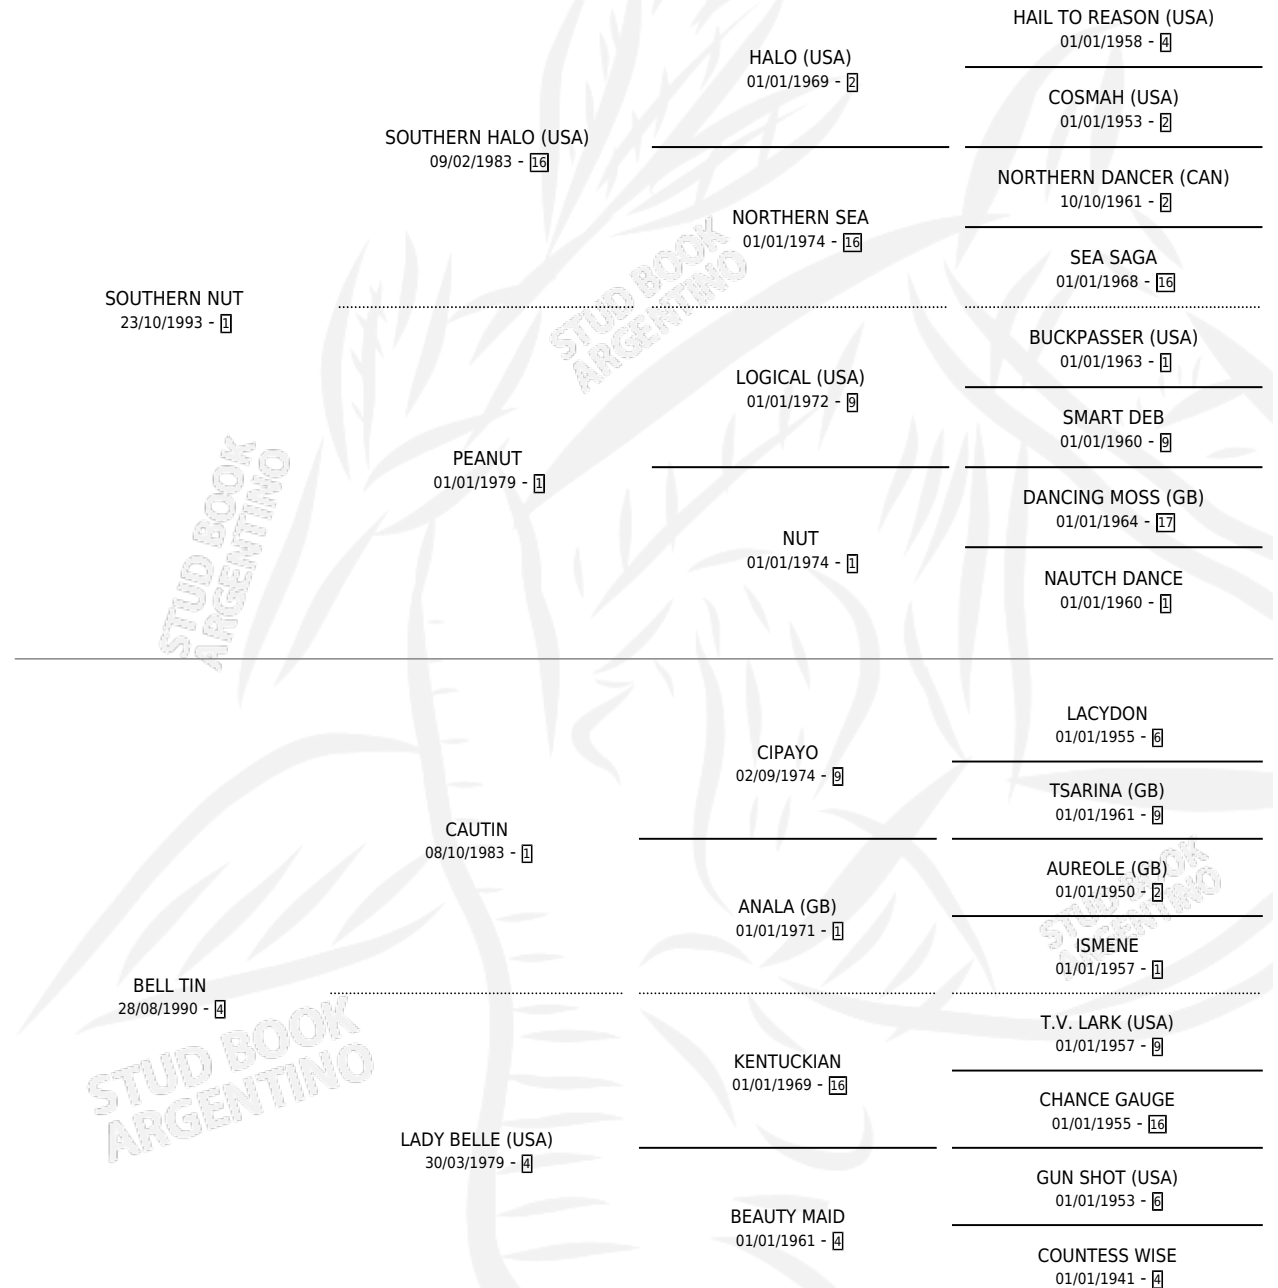 HAIL TO REASON (USA)
01/01/1958 - 4
HALO (USA)
01/01/1969 - 2
COSMAH (USA)
01/01/1953 - 2
SOUTHERN HALO (USA)
09/02/1983 - 16
NORTHERN DANCER (CAN)
10/10/1961 - 2
NORTHERN SEA
01/01/1974 - 16
SEA SAGA
01/01/1968 - 16
SOUTHERN NUT
23/10/1993 - 1
STUD BOOK
ARGENTINO
BUCKPASSER (USA)
01/01/1963 - 1
LOGICAL (USA)
01/01/1972 - 9
SMART DEB
01/01/1960 - 9
PEANUT
01/01/1979 - 1
DANCING MOSS (GB)
01/01/1964 - 17
NUT
01/01/1974 - 1
NAUTCH DANCE
01/01/1960 - 1
STUD BOOK
ARGENTINO
LACYDON
01/01/1955 - 6
CIPAYO
02/09/1974 - 9
TSARINA (GB)
01/01/1961 - 9
CAUTIN
08/10/1983 - 1
AUREOLE (GB)
01/01/1950 - 2
ANALA (GB)
01/01/1971 - 1
STUD BOOK
ARGENTINO
ISMENE
01/01/1957 - 1
BELL TIN
28/08/1990 - 4
T.V. LARK (USA)
01/01/1957 - 9
KENTUCKIAN
01/01/1969 - 16
CHANCE GAUGE
01/01/1955 - 16
STUD BOOK
ARGENTINO
LADY BELLE (USA)
30/03/1979 - 4
GUN SHOT (USA)
01/01/1953 - 6
BEAUTY MAID
01/01/1961 - 4
COUNTESS WISE
01/01/1941 - 4